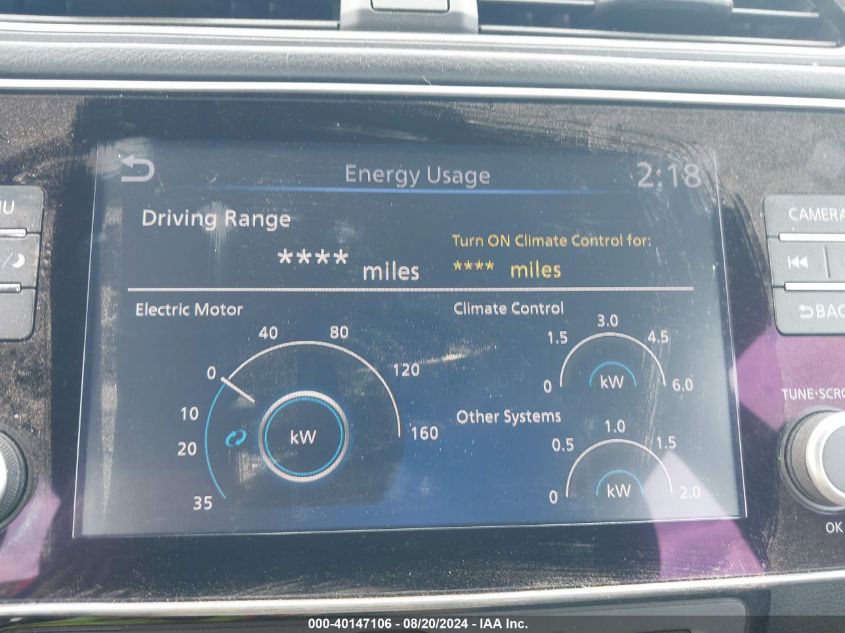 Energy Usage 2:18
Driving Range
Turn ON Climate Control for:
**** miles
**** miles
Electric Motor
Climate Control
40 80
0 120
10
20
35
160
kW
1.5 3.0 4.5
0 kW 6.0
Other Systems
0.5 1.0 1.5
0 kW 2.0
CAMERA
BAC
TUNE·SCRO
OK
000-40147106 - 08/20/2024 - IAA Inc.